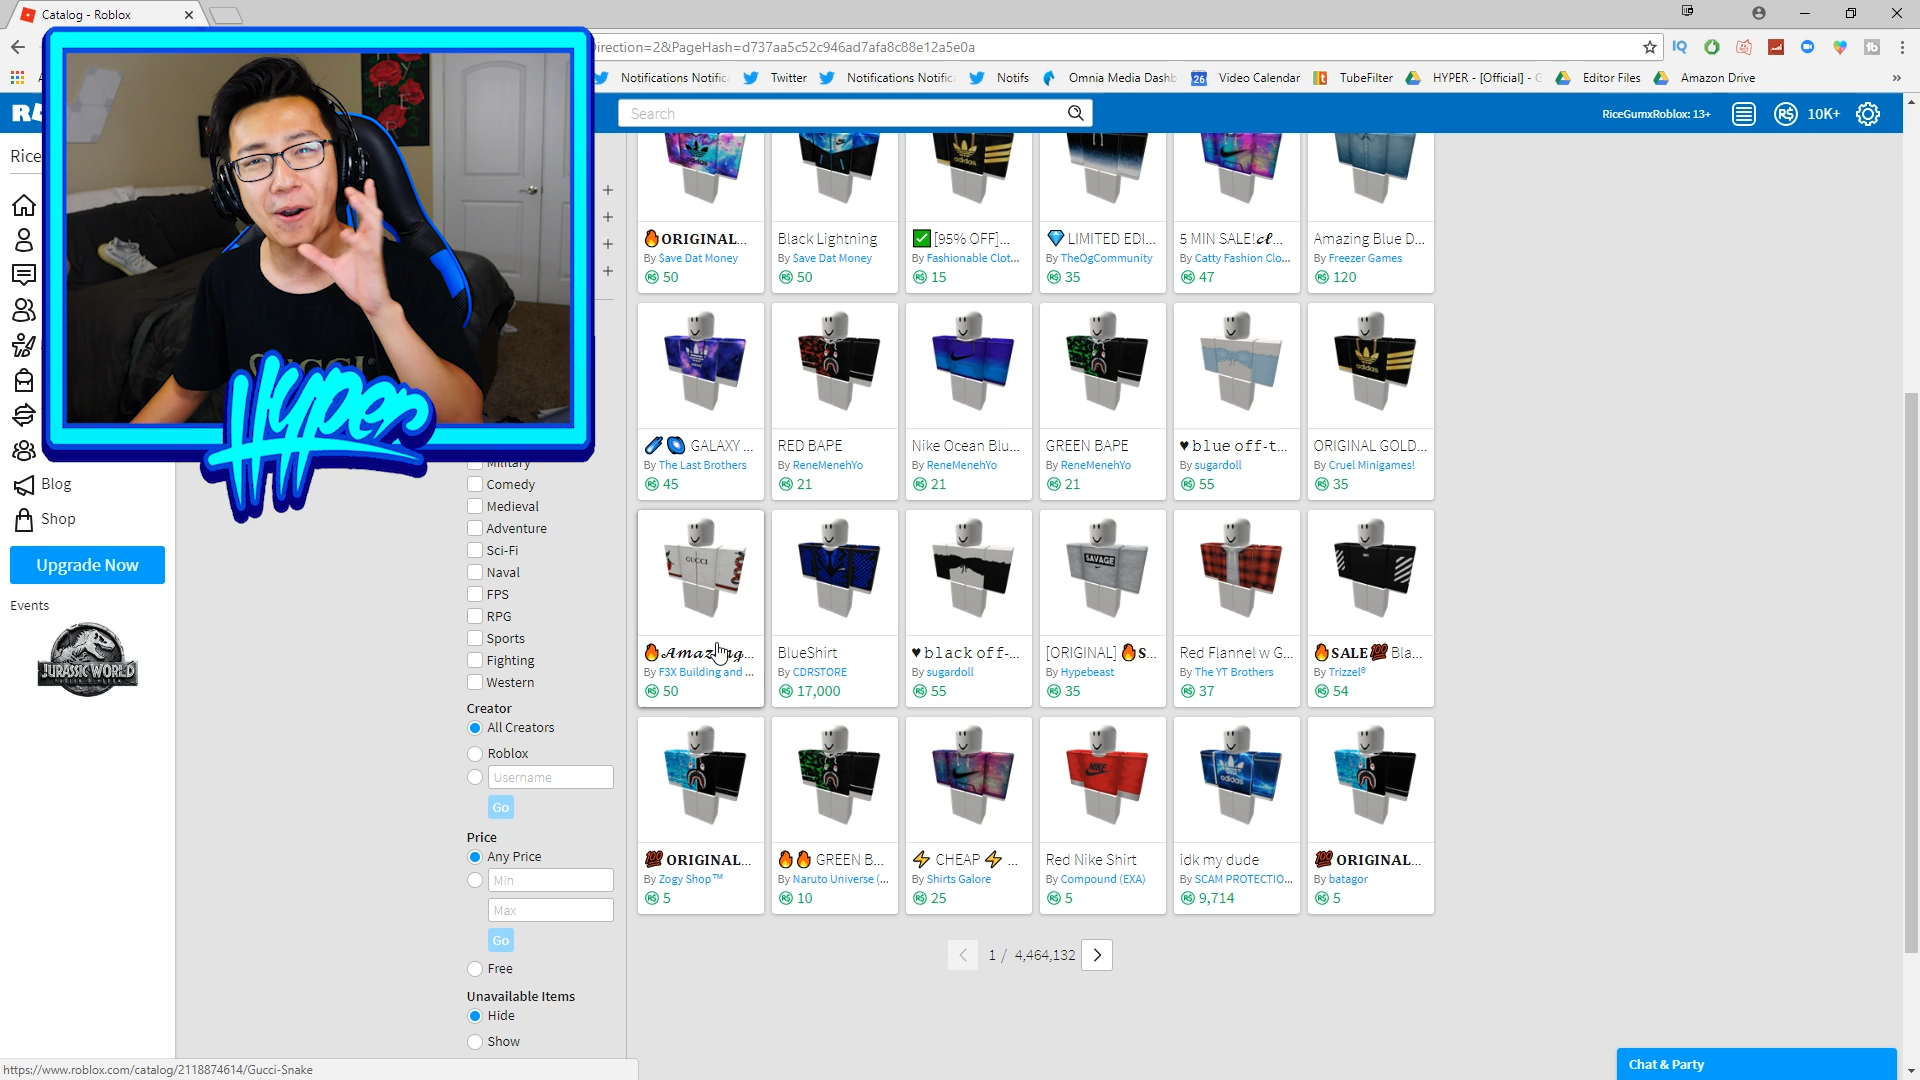 Catalog - Roblox
irection=2&PageHash=d737aa5c52c946ad7afa8c88e12a5e0a
Notifications Notific
Twitter
Notifications Notific
Notifs
Omnia Media Dashb
26
Video Calendar
TubeFilter
HYPER - [Official] - G
Editor Files
Amazon Drive
Search
RiceGumxRoblox: 13+
10K+
Rice
GUCCI
Hyper
🔥ORIGINAL...
By Save Dat Money
50
Black Lightning
By Save Dat Money
50
✅ [95% OFF]...
By Fashionable Clot...
15
💎 LIMITED EDI...
By TheOgCommunity
35
5 MIN SALE!𝓬𝓵...
By Catty Fashion Clo...
47
Amazing Blue D...
By Freezer Games
120
GALAXY ...
By The Last Brothers
45
RED BAPE
By ReneMenehYo
21
Nike Ocean Blu...
By ReneMenehYo
21
GREEN BAPE
By ReneMenehYo
21
♥ blue off-t...
By sugardoll
55
ORIGINAL GOLD...
By Cruel Minigames!
35
🔥Amazing...
By F3X Building and ...
50
BlueShirt
By CDRSTORE
17,000
♥ black off-...
By sugardoll
55
[ORIGINAL] 🔥S...
By Hypebeast
35
Red Flannel w G...
By The YT Brothers
37
🔥SALE💯 Bla...
By Trizzel®
54
💯 ORIGINAL...
By Zogy Shop™
5
🔥🔥 GREEN B...
By Naruto Universe (...
10
⚡ CHEAP ⚡ ...
By Shirts Galore
25
Red Nike Shirt
By Compound (EXA)
5
idk my dude
By SCAM PROTECTIO...
9,714
💯 ORIGINAL...
By batagor
5
1 / 4,464,132
Blog
Shop
Upgrade Now
Events
JURASSIC WORLD
Military
Comedy
Medieval
Adventure
Sci-Fi
Naval
FPS
RPG
Sports
Fighting
Western
Creator
All Creators
Roblox
Username
Go
Price
Any Price
Min
Max
Go
Free
Unavailable Items
Hide
Show
Chat & Party
https://www.roblox.com/catalog/2118874614/Gucci-Snake